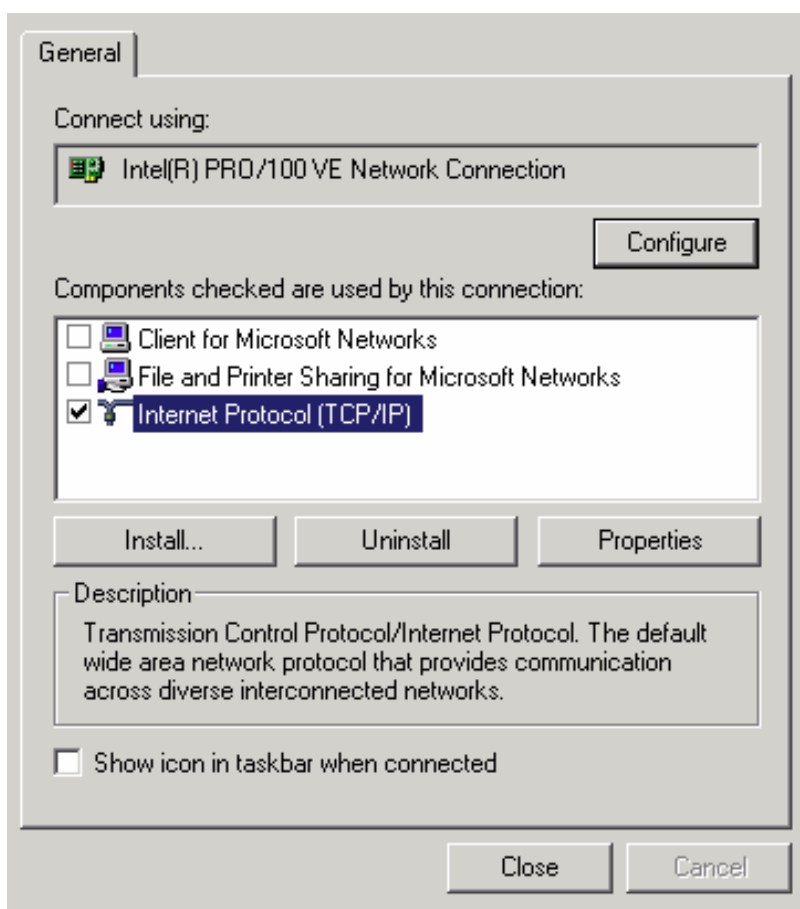 General
Connect using:
Intel(R) PRO/100 VE Network Connection
Configure
Components checked are used by this connection:
Client for Microsoft Networks
File and Printer Sharing for Microsoft Networks
Internet Protocol (TCP/IP)
Install... Uninstall Properties
Description
Transmission Control Protocol/Internet Protocol. The default
wide area network protocol that provides communication
across diverse interconnected networks.
Show icon in taskbar when connected
Close Cancel